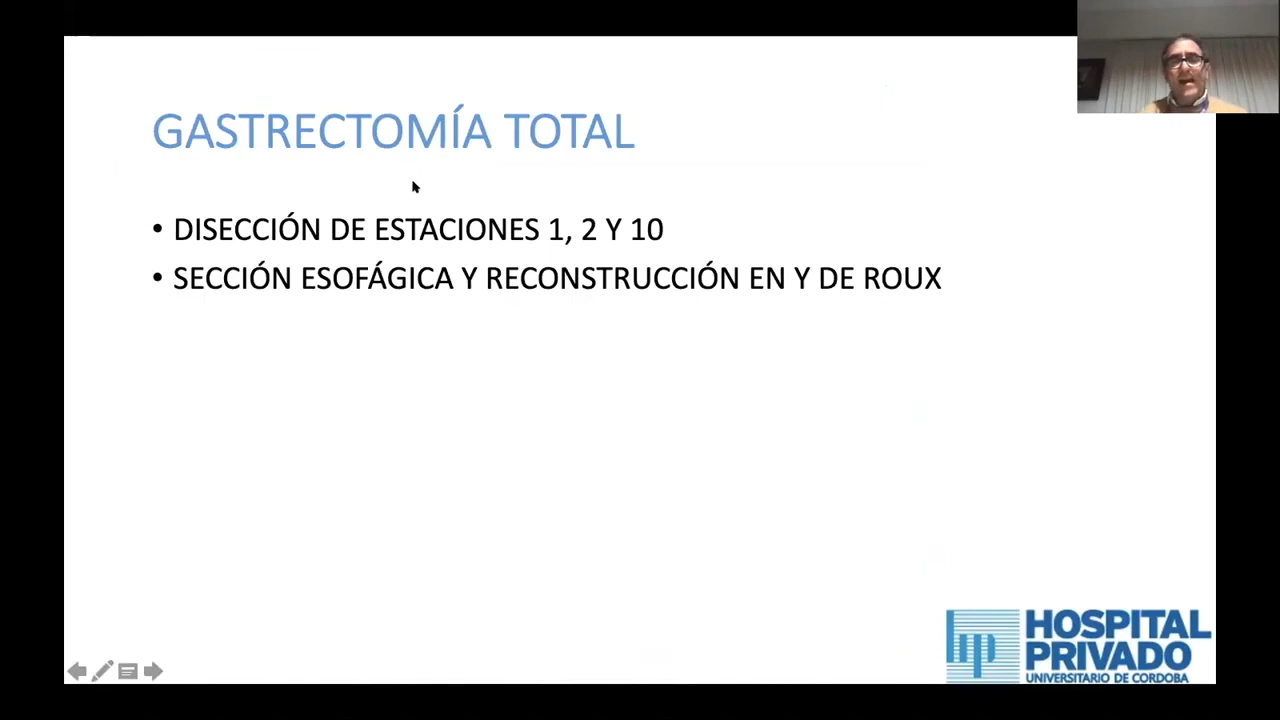 GASTRECTOMÍA TOTAL
• DISECCIÓN DE ESTACIONES 1, 2 Y 10
• SECCIÓN ESOFÁGICA Y RECONSTRUCCIÓN EN Y DE ROUX
hp
HOSPITAL
PRIVADO
UNIVERSITARIO DE CORDOBA